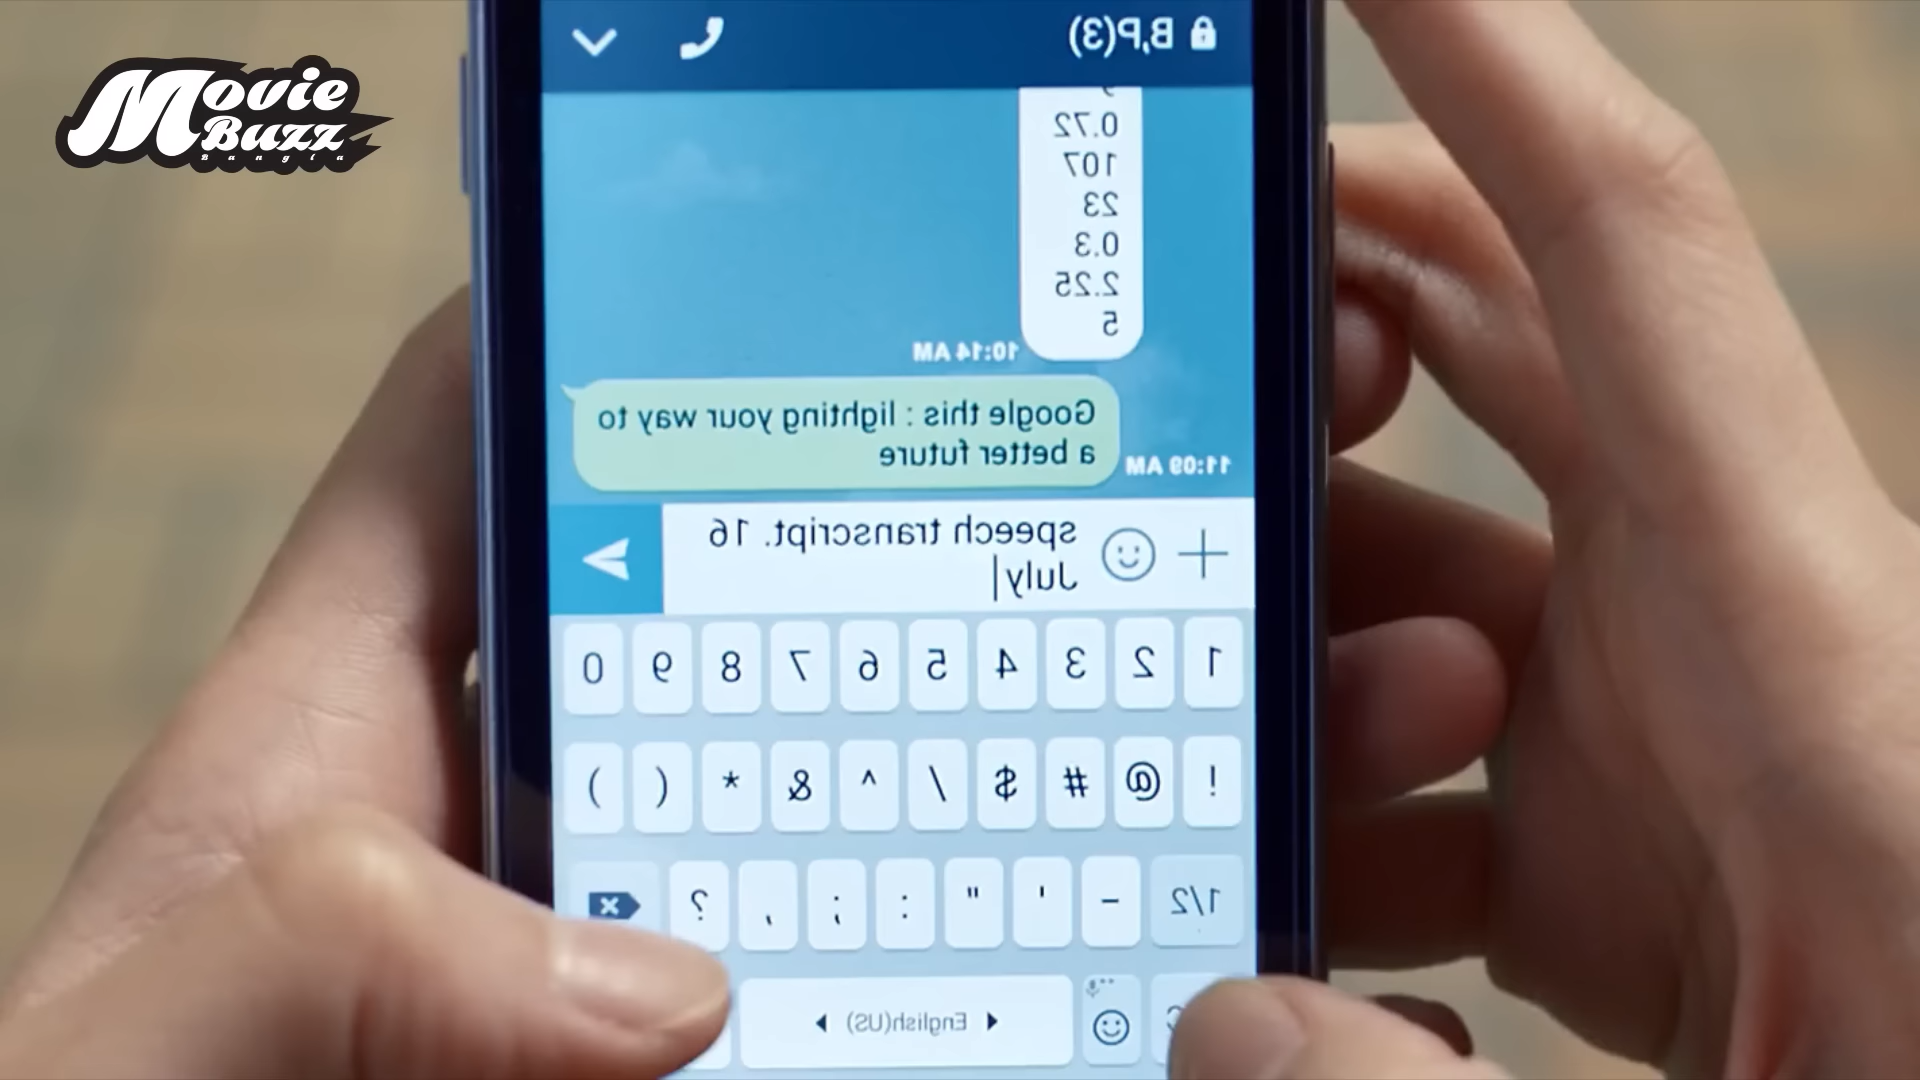 Movie
Buzz
Bangla
B,P(3)
0.72
107
23
0.3
2.25
5
10:14 AM
Google this : lighting your way to
a better future
11:09 AM
speech transcript. 16
July
1 2 3 4 5 6 7 8 9 0
! @ # $ / ^ & * ( )
1/2 - ' " : ; , ?
English(US)